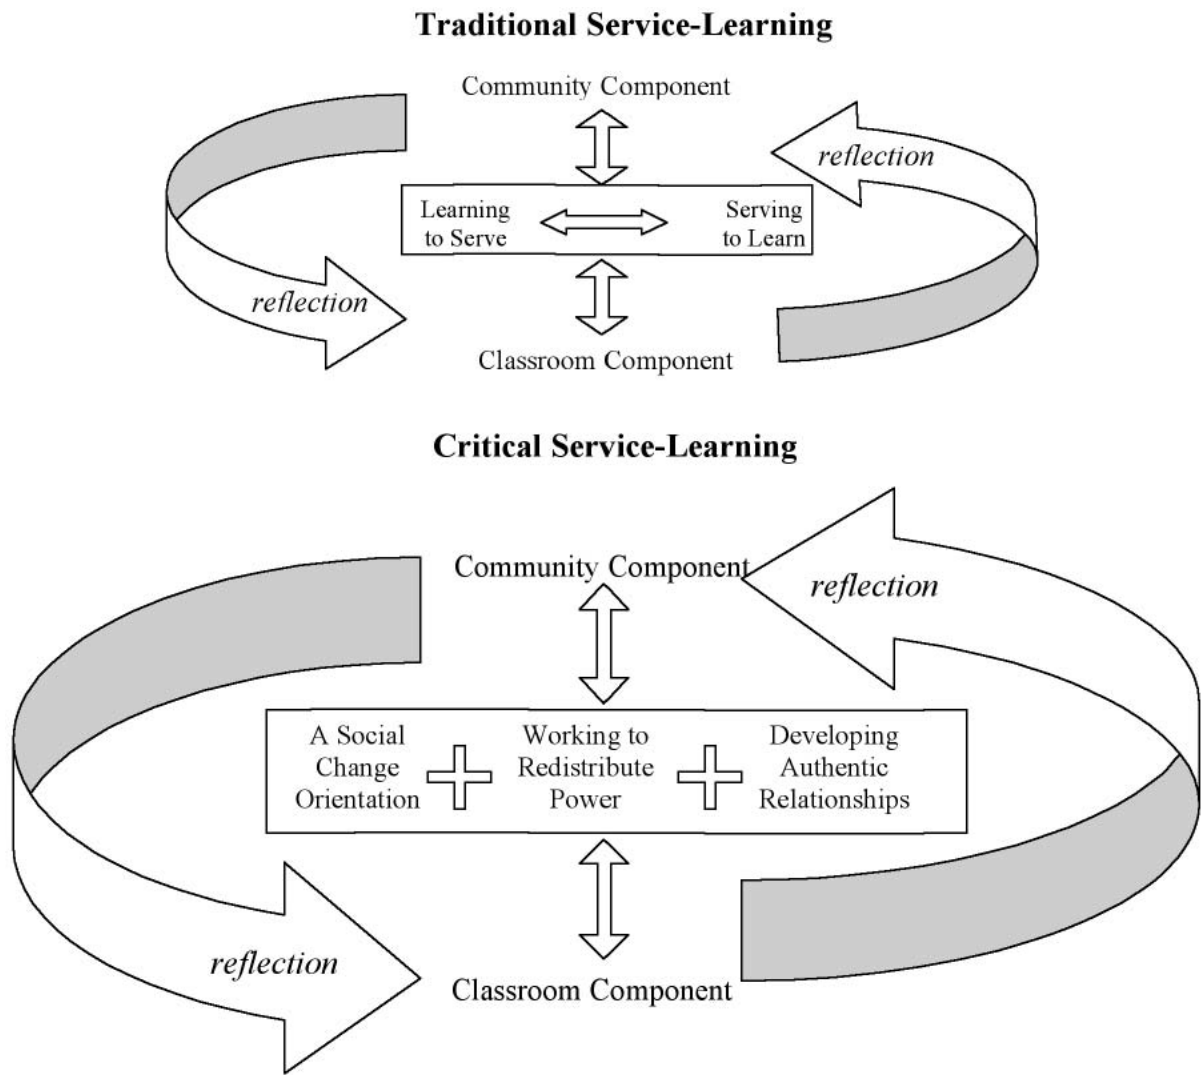 Traditional Service-Learning
Community Component
reflection
Learning
to Serve
Serving
to Learn
reflection
Classroom Component
Critical Service-Learning
Community Component
reflection
A Social
Change
Orientation
Working to
Redistribute
Power
Developing
Authentic
Relationships
reflection
Classroom Component